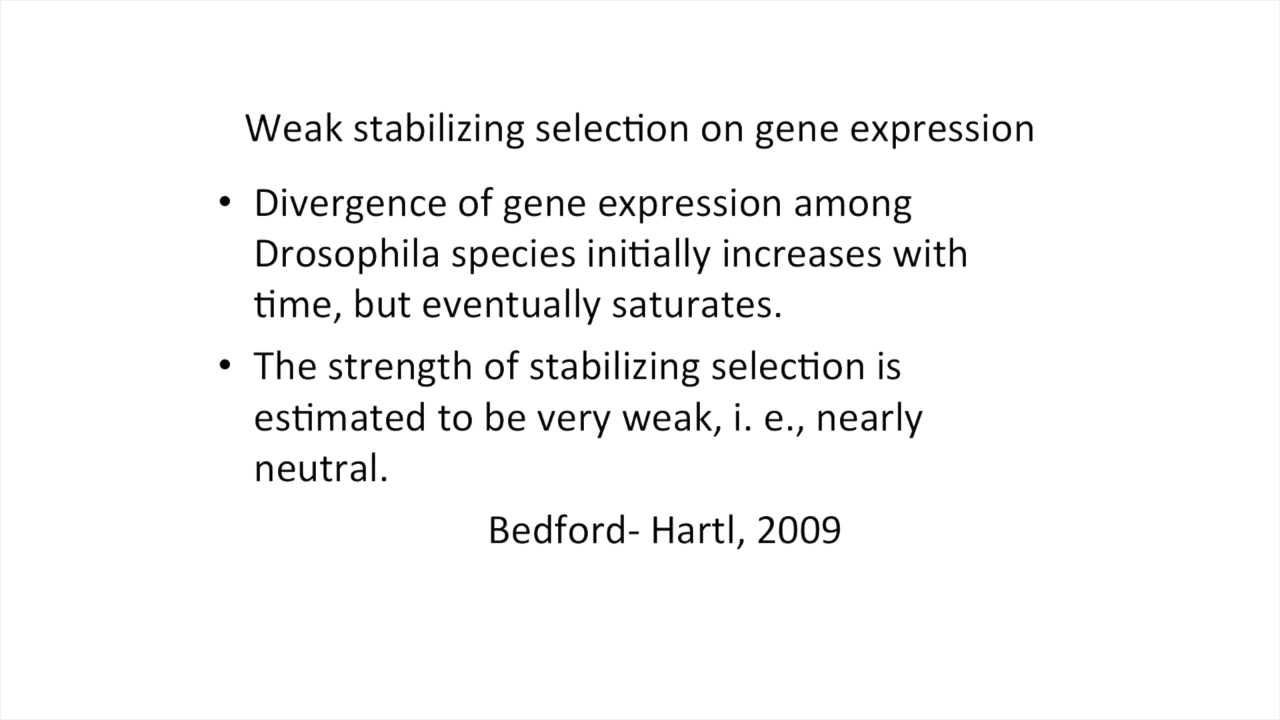 Weak stabilizing selection on gene expression
• Divergence of gene expression among
Drosophila species initially increases with
time, but eventually saturates.
• The strength of stabilizing selection is
estimated to be very weak, i. e., nearly
neutral.
Bedford- Hartl, 2009